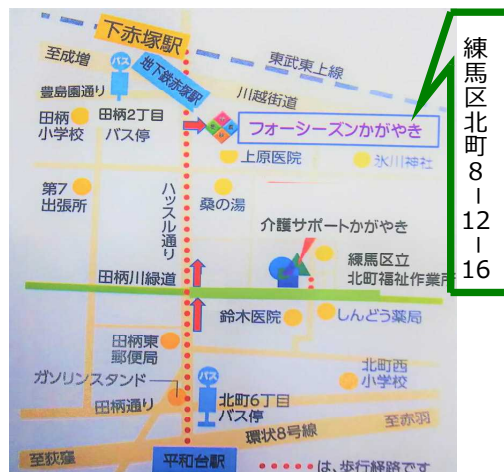 下赤塚駅
至成増
バス
東武東上線
地下鉄赤塚駅
豊島園通り
川越街道
田柄
小学校
田柄2丁目
バス停
フォーシーズンかがやき
上原医院
氷川神社
第7
出張所
ハッスル通り
桑の湯
介護サポートかがやき
練馬区立
北町福祉作業所
田柄川緑道
鈴木医院
しんどう薬局
田柄東
郵便局
バス
北町西
小学校
ガソリンスタンド
田柄通り
北町6丁目
バス停
環状8号線
至赤羽
至荻窪
平和台駅
は、歩行経路です
練馬区北町8-12-16